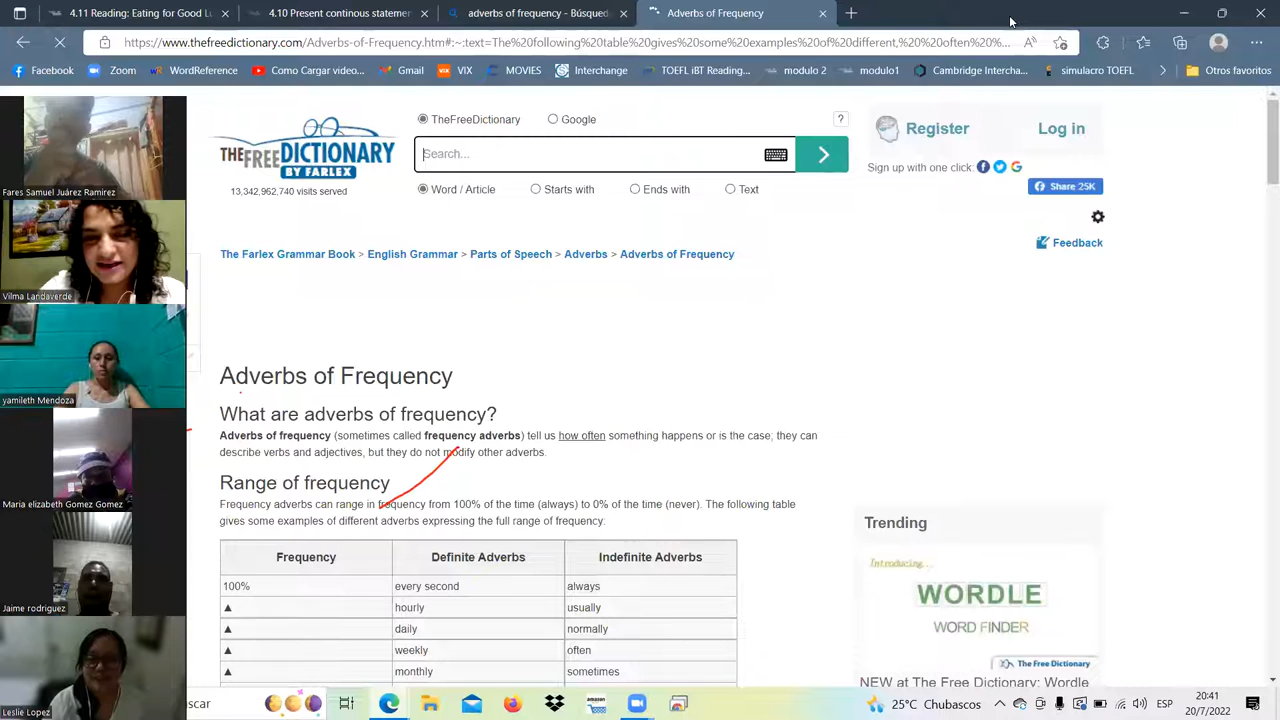 4.11 Reading: Eating for Good Lu
4.10 continuous statemer
adverbs of frequency - Búsqued
Adverbs of Frequency
https://www.thefreedictionary.com/Adverbs-of-Frequency.htm#:~:text=The%20following%20table%20gives%20some%20examples%20of%20different,%20%20often%20%...
Facebook
Zoom
WordReference
Como Cargar video...
Gmail
VIX
MOVIES
Interchange
TOEFL iBT Reading...
modulo 2
modulo1
Cambridge Intercha...
simulacro TOEFL
Otros favoritos
Fares Samuel Juárez Ramirez
Vilma Landaverde
yamileth Mendoza
Maria elizabeth Gomez Gomez
Jaime rodriguez
Leslie Lopez
THE FREE DICTIONARY
BY FARLEX
13,342,962,740 visits served
TheFreeDictionary
Google
?
Search...
Word / Article
Starts with
Ends with
Text
Register
Log in
Sign up with one click:
Share 25K
Feedback
The Farlex Grammar Book > English Grammar > Parts of Speech > Adverbs > Adverbs of Frequency
Adverbs of Frequency
What are adverbs of frequency?
Adverbs of frequency (sometimes called frequency adverbs) tell us how often something happens or is the case; they can
describe verbs and adjectives, but they do not modify other adverbs.
Range of frequency
Frequency adverbs can range in frequency from 100% of the time (always) to 0% of the time (never). The following table
gives some examples of different adverbs expressing the full range of frequency:
Frequency Definite Adverbs Indefinite Adverbs
100% every second always
▲ hourly usually
▲ daily normally
▲ weekly often
▲ monthly sometimes
Trending
Introducing...
WORDLE
WORD FINDER
The Free Dictionary
NEW at The Free Dictionary: Wordle
scar
amazon
25°C Chubascos
ESP
20:41
20/7/2022